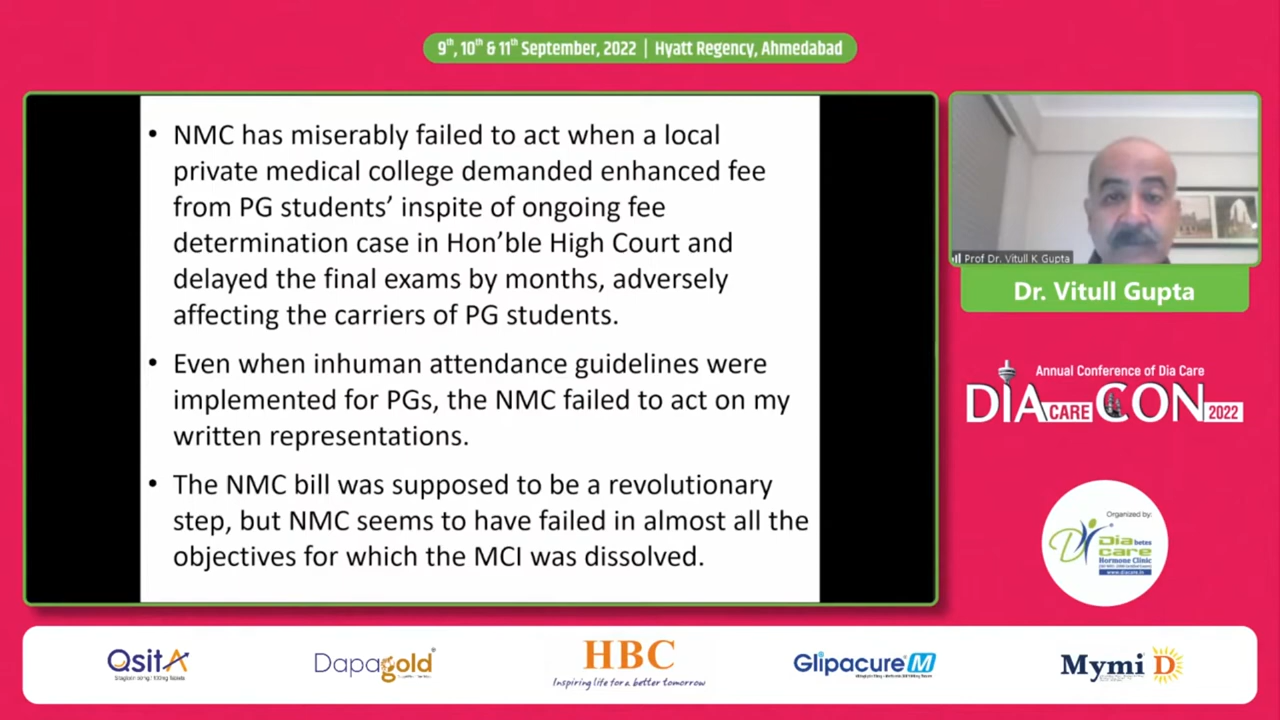 9th, 10th & 11th September, 2022 | Hyatt Regency, Ahmedabad
• NMC has miserably failed to act when a local
private medical college demanded enhanced fee
from PG students’ inspite of ongoing fee
determination case in Hon’ble High Court and
delayed the final exams by months, adversely
affecting the carriers of PG students.
• Even when inhuman attendance guidelines were
implemented for PGs, the NMC failed to act on my
written representations.
• The NMC bill was supposed to be a revolutionary
step, but NMC seems to have failed in almost all the
objectives for which the MCI was dissolved.
Prof Dr. Vitull K Gupta
Dr. Vitull Gupta
Annual Conference of Dia Care
DIA CARE CON 2022
Organized by:
Diabetes
care
Hormone Clinic
www.diacare.in
QsitA
Dapagold
HBC
Inspiring life for a better tomorrow
Glipacure M
Mymi D